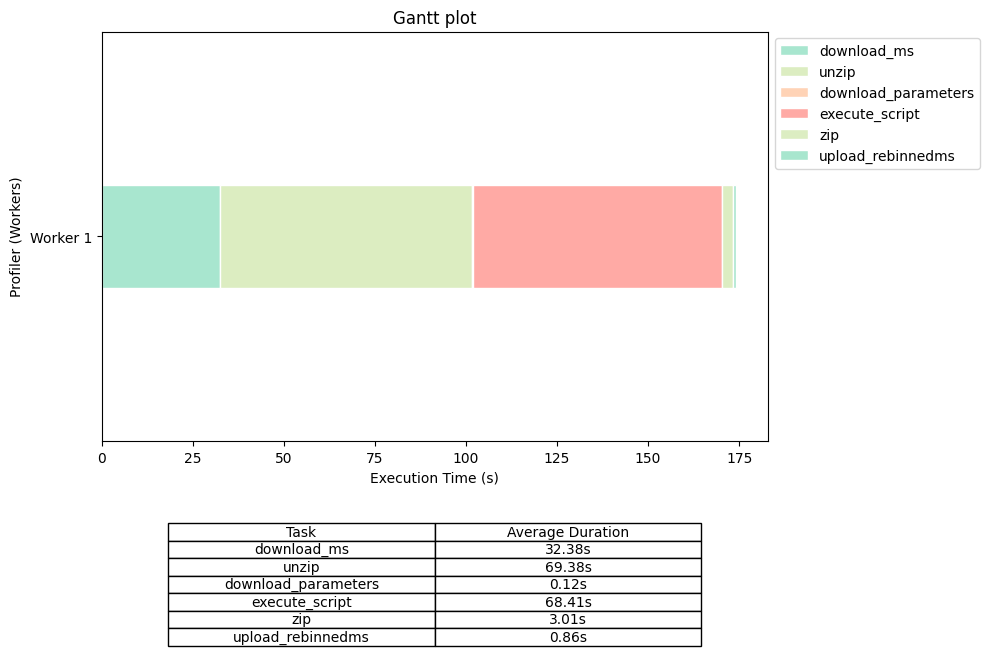 Gantt plot
download_ms
unzip
download_parameters
execute_script
zip
upload_rebinnedms
Profiler (Workers)
Worker 1
0 25 50 75 100 125 150 175
Execution Time (s)
Task Average Duration
download_ms 32.38s
unzip 69.38s
download_parameters 0.12s
execute_script 68.41s
zip 3.01s
upload_rebinnedms 0.86s